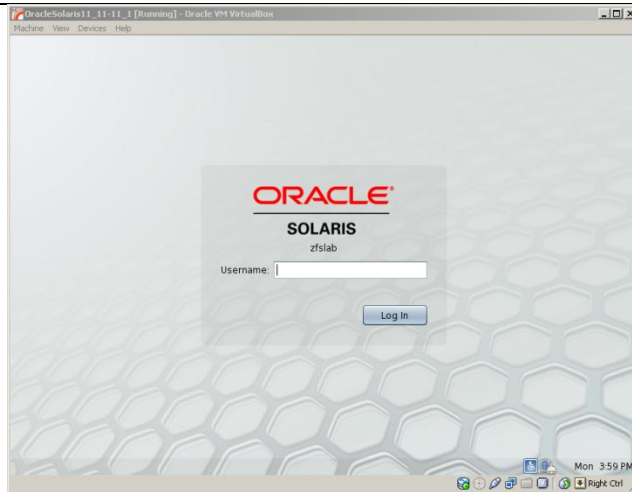 OracleSolaris11_11-11_1 [Running] - Oracle VM VirtualBox
Machine View Devices Help
ORACLE®
SOLARIS
zfslab
Username:
Log In
Mon 3:59 PM
Right Ctrl